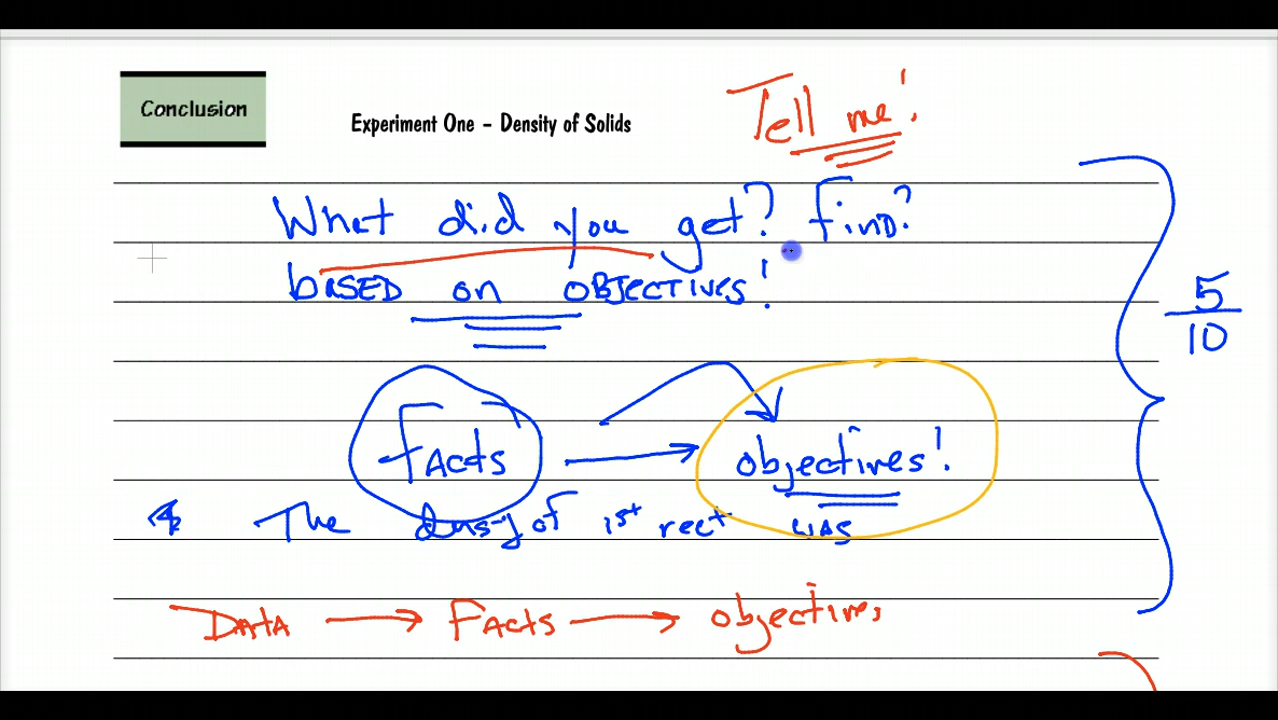 Conclusion
Experiment One - Density of Solids
Tell me!
What did you get? Find?
based on objectives!
5
10
Facts objectives!
The density of 1st rect was
Data Facts objectives